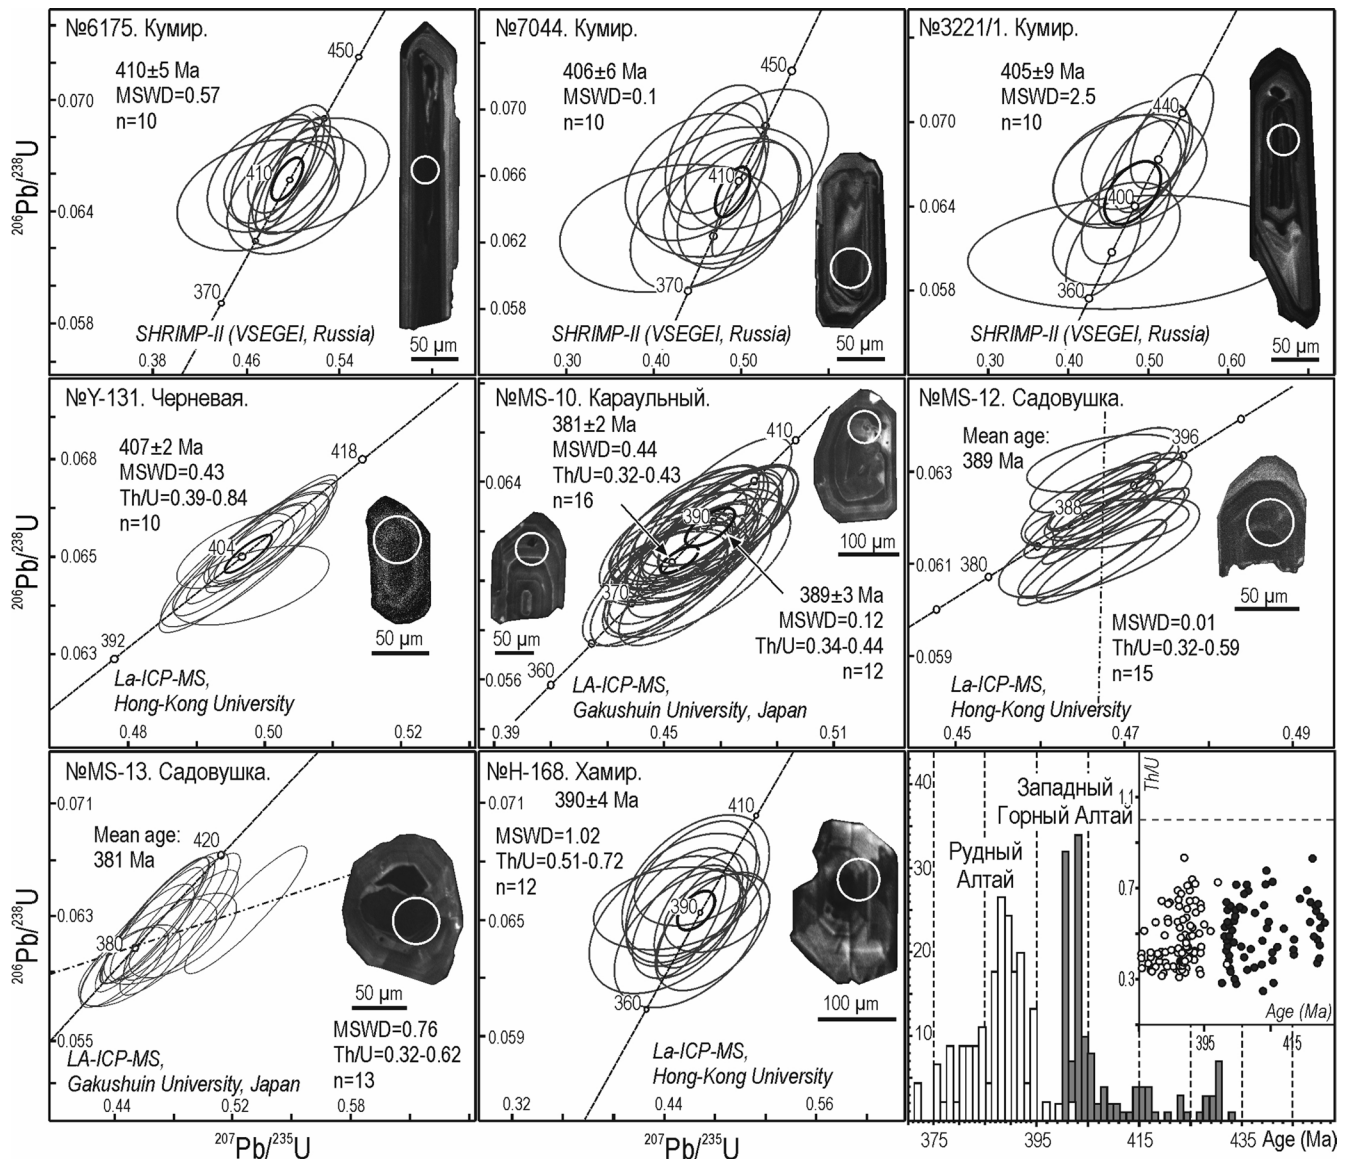 №6175. Кумир.
450
410±5 Ma
MSWD=0.57
n=10
0.070
410
0.064
370
0.058
SHRIMP-II (VSEGEI, Russia)
50 µm
0.38 0.46 0.54
206Pb/238U
№7044. Кумир.
450
406±6 Ma
MSWD=0.1
n=10
0.070
0.066
410
0.062
370
0.058
SHRIMP-II (VSEGEI, Russia)
50 µm
0.30 0.40 0.50
№3221/1. Кумир.
405±9 Ma
MSWD=2.5
n=10
440
0.070
400
0.064
360
0.058
SHRIMP-II (VSEGEI, Russia)
50 µm
0.30 0.40 0.50 0.60
№Y-131. Черневая.
407±2 Ma
MSWD=0.43
Th/U=0.39-0.84
n=10
418
0.068
404
0.065
392
0.063
La-ICP-MS,
Hong-Kong University
50 µm
0.48 0.50 0.52
206Pb/238U
№MS-10. Караульный.
381±2 Ma
MSWD=0.44
Th/U=0.32-0.43
n=16
410
0.064
390
100 µm
370
389±3 Ma
MSWD=0.12
Th/U=0.34-0.44
n=12
50 µm
360
0.056
LA-ICP-MS,
Gakushuin University, Japan
0.39 0.45 0.51
№MS-12. Садовушка.
Mean age:
389 Ma
396
0.063
388
0.061
380
50 µm
MSWD=0.01
Th/U=0.32-0.59
n=15
0.059
La-ICP-MS,
Hong-Kong University
0.45 0.47 0.49
№MS-13. Садовушка.
0.071
Mean age:
381 Ma
420
0.063
380
50 µm
MSWD=0.76
Th/U=0.32-0.62
n=13
0.055
LA-ICP-MS,
Gakushuin University, Japan
0.44 0.52 0.58
206Pb/238U
207Pb/235U
№H-168. Хамир.
390±4 Ma
0.071
410
MSWD=1.02
Th/U=0.51-0.72
n=12
0.065
390
360
100 µm
0.059
La-ICP-MS,
Hong-Kong University
0.32 0.44 0.56
207Pb/235U
40
30
20
10
Западный
Горный Алтай
Рудный
Алтай
Th/U
1.1
0.7
0.3
Age (Ma)
395 415
375 395 415 435 Age (Ma)